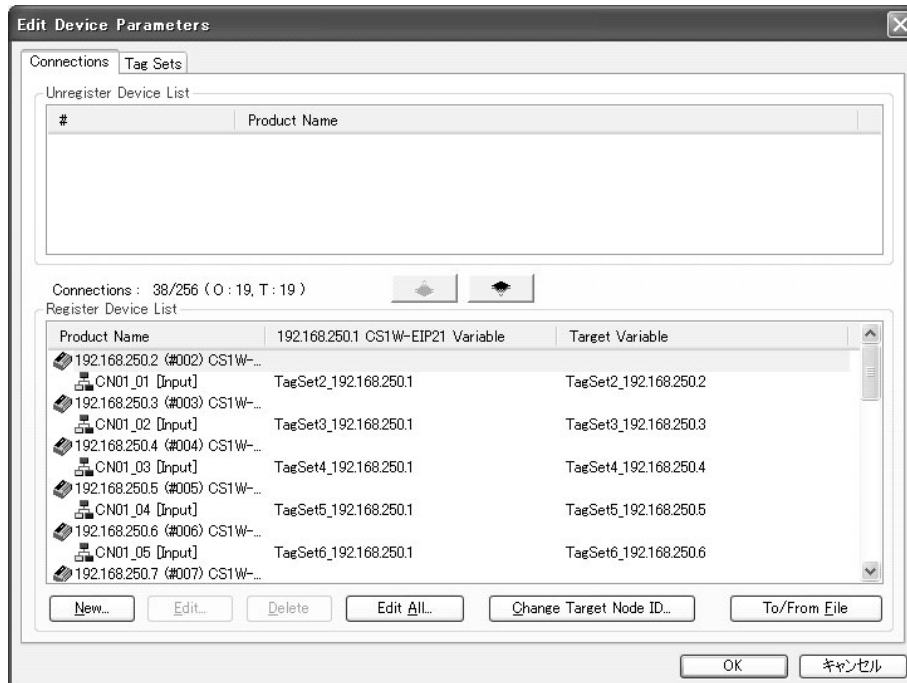 Edit Device Parameters
Connections Tag Sets
Unregister Device List
# Product Name
Connections : 38/256 ( O : 19, T : 19 )
Register Device List
Product Name 192.168.250.1 CS1W-EIP21 Variable Target Variable
192.168.250.2 (#002) CS1W-...
CN01_01 [Input] TagSet2_192.168.250.1 TagSet2_192.168.250.2
192.168.250.3 (#003) CS1W-...
CN01_02 [Input] TagSet3_192.168.250.1 TagSet3_192.168.250.3
192.168.250.4 (#004) CS1W-...
CN01_03 [Input] TagSet4_192.168.250.1 TagSet4_192.168.250.4
192.168.250.5 (#005) CS1W-...
CN01_04 [Input] TagSet5_192.168.250.1 TagSet5_192.168.250.5
192.168.250.6 (#006) CS1W-...
CN01_05 [Input] TagSet6_192.168.250.1 TagSet6_192.168.250.6
192.168.250.7 (#007) CS1W-...
New... Edit... Delete Edit All... Change Target Node ID... To/From File
OK キャンセル